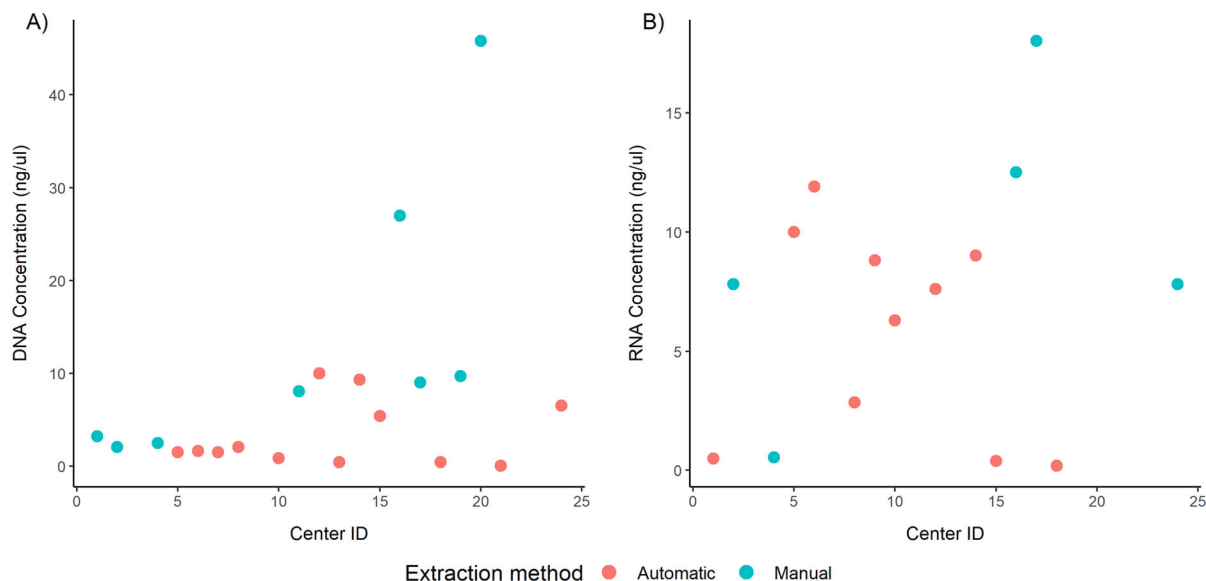 A)
DNA Concentration (ng/ul)
40
30
20
10
0
0 5 10 15 20 25
Center ID
B)
RNA Concentration (ng/ul)
15
10
5
0
0 5 10 15 20 25
Center ID
Extraction method Automatic Manual